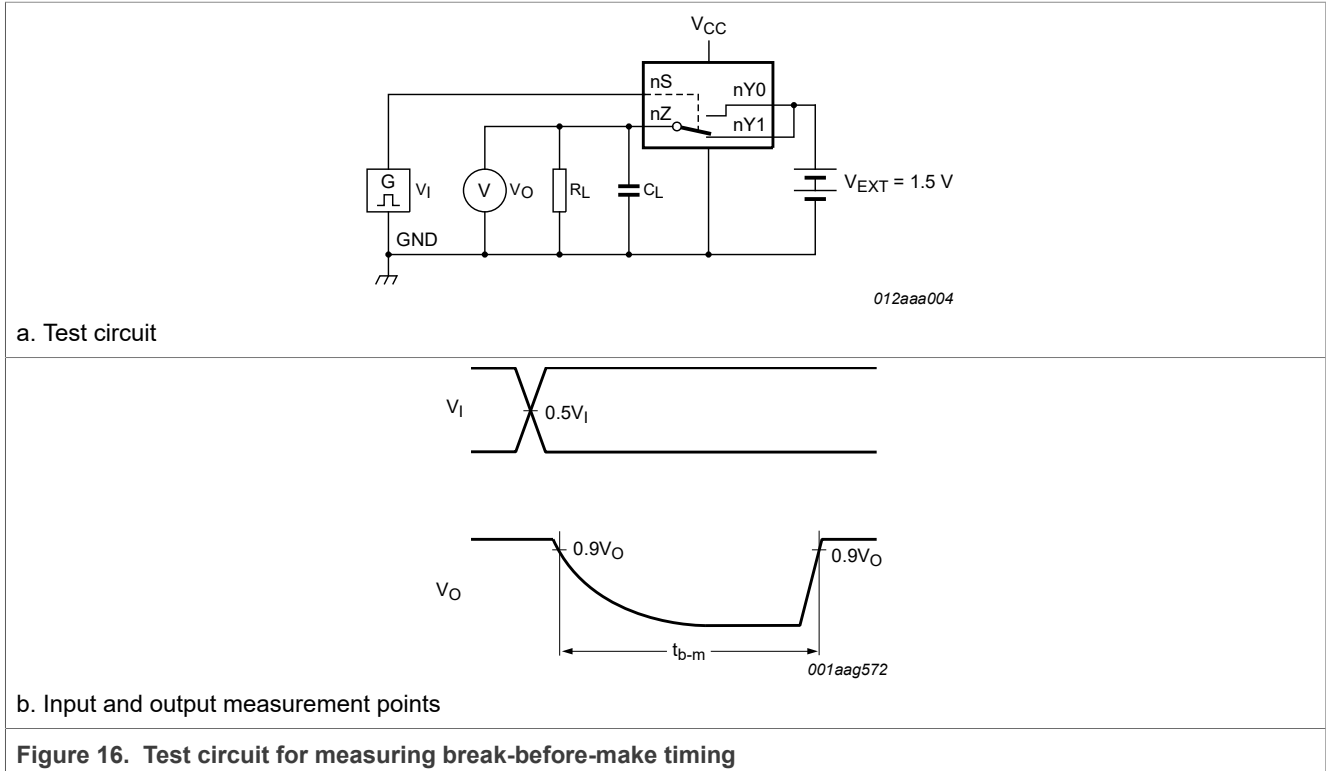 VCC
nS
nY0
nZ
nY1
G
VI
V
VO
RL
CL
VEXT = 1.5 V
GND
012aaa004
a. Test circuit
VI
0.5VI
0.9VO
0.9VO
VO
tb-m
001aag572
b. Input and output measurement points
Figure 16. Test circuit for measuring break-before-make timing